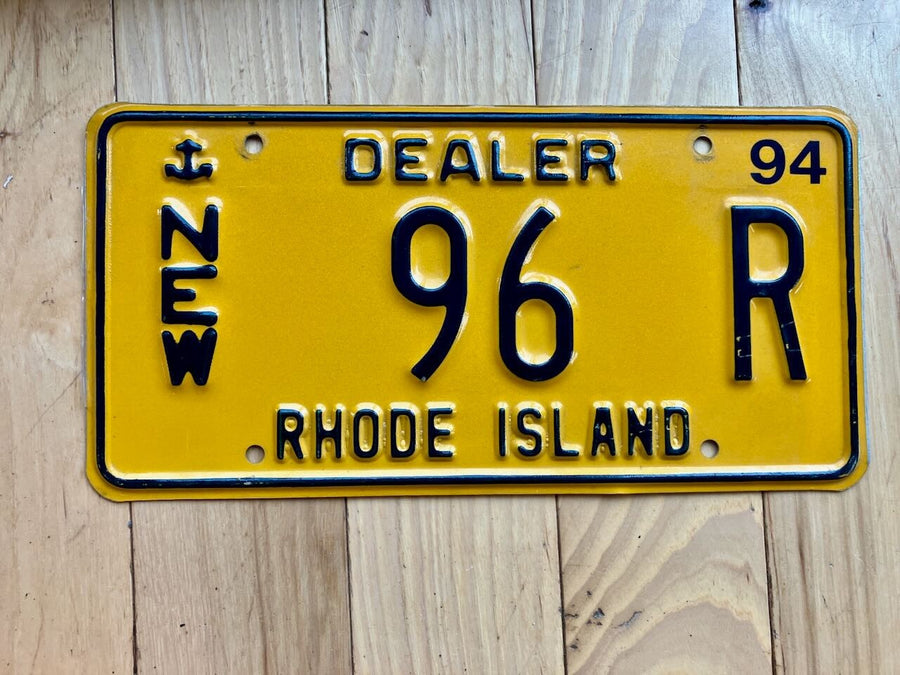 DEALER 94
NEW
96 R
RHODE ISLAND